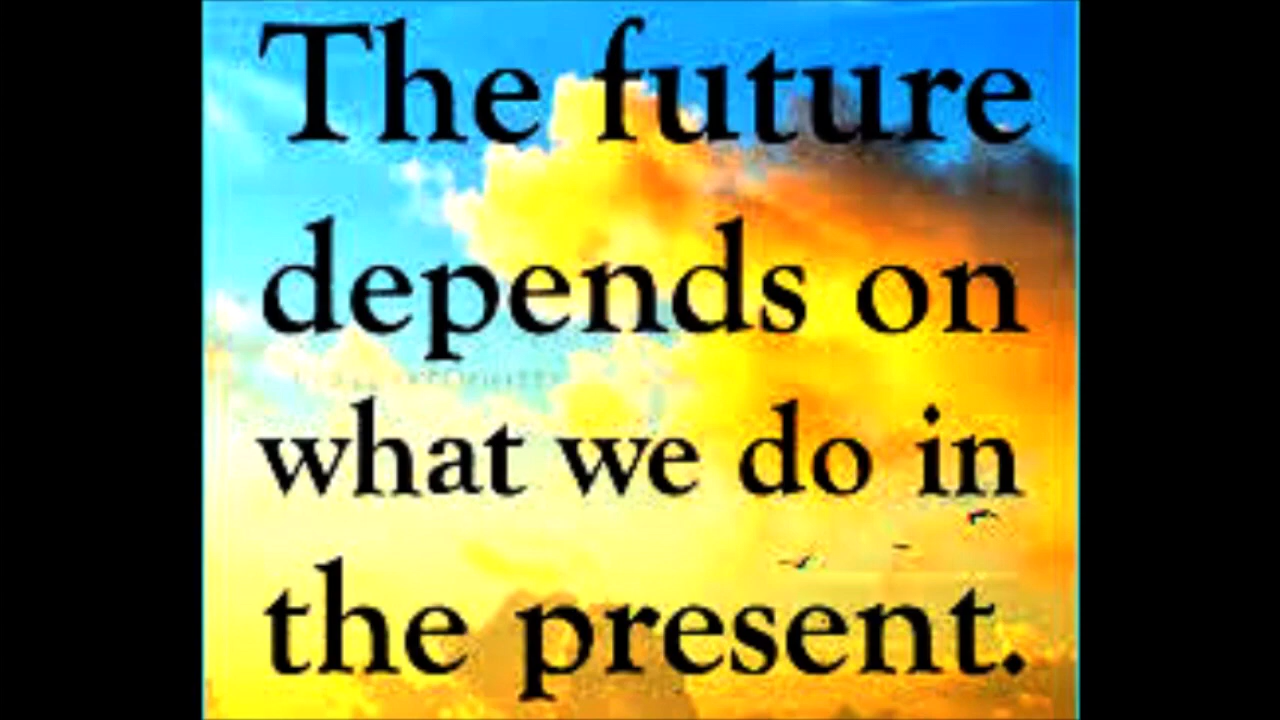 The future
depends on
what we do in
the present.